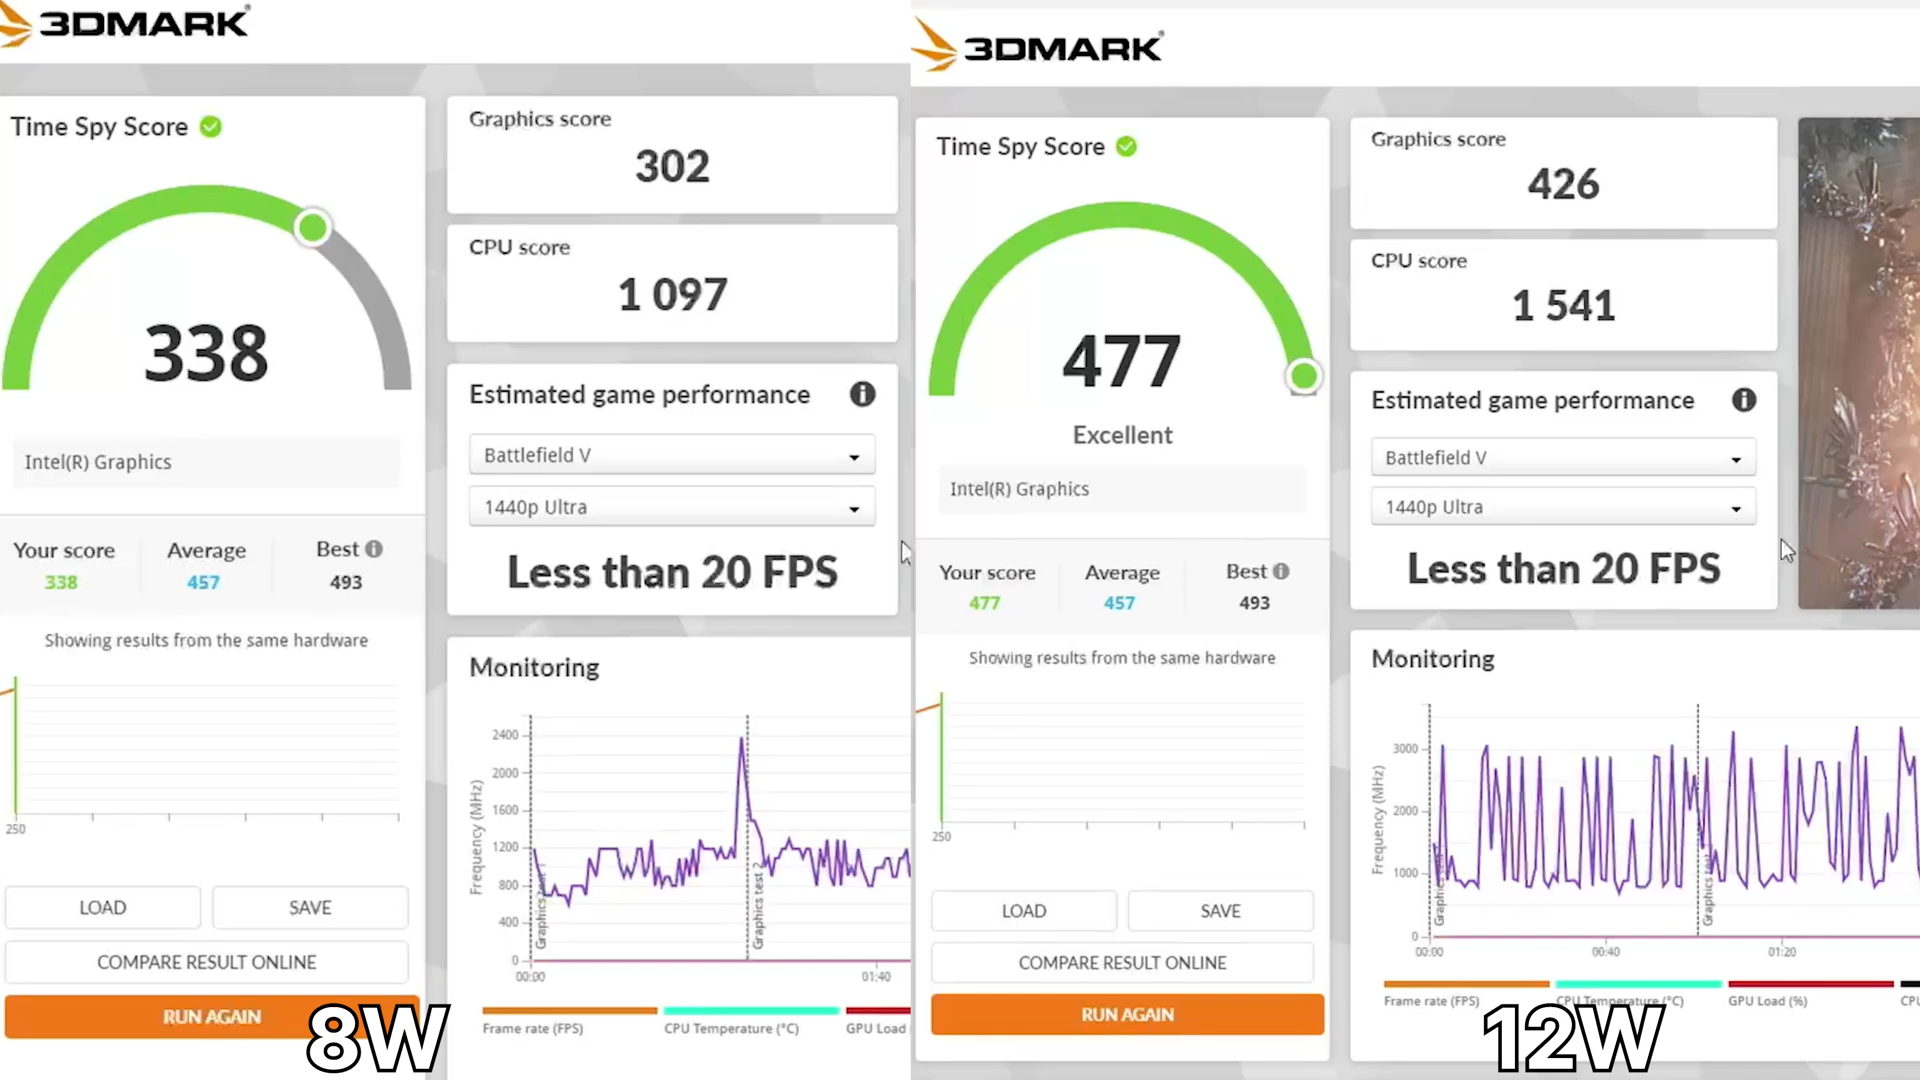 3DMARK
Time Spy Score
338
Intel(R) Graphics
Your score
Average
Best
338
457
493
Showing results from the same hardware
250
LOAD
SAVE
COMPARE RESULT ONLINE
RUN AGAIN
Graphics score
302
CPU score
1 097
Estimated game performance
Battlefield V
1440p Ultra
Less than 20 FPS
Monitoring
Frequency (MHz)
2400
2000
1600
1200
800
400
0
Graphics test 2
00:00
01:40
Frame rate (FPS)
CPU Temperature (°C)
GPU Load
8W
3DMARK
Time Spy Score
477
Excellent
Intel(R) Graphics
Your score
Average
Best
477
457
493
Showing results from the same hardware
250
LOAD
SAVE
COMPARE RESULT ONLINE
RUN AGAIN
Graphics score
426
CPU score
1 541
Estimated game performance
Battlefield V
1440p Ultra
Less than 20 FPS
Monitoring
Frequency (MHz)
3000
2000
1000
0
00:00
00:40
01:20
Frame rate (FPS)
CPU Temperature (°C)
GPU Load (%)
12W